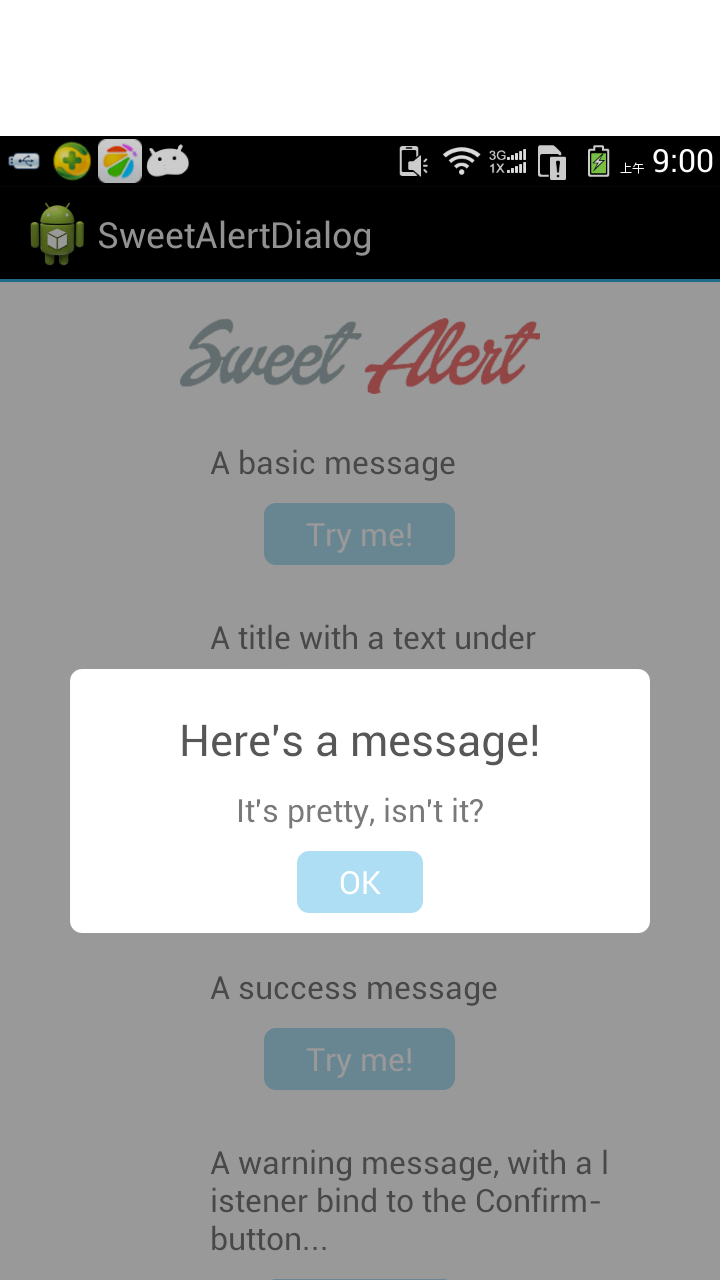 3G
1X
上午 9:00
SweetAlertDialog
Sweet Alert
A basic message
Try me!
A title with a text under
Here's a message!
It's pretty, isn't it?
OK
A success message
Try me!
A warning message, with a l
istener bind to the Confirm-
button...